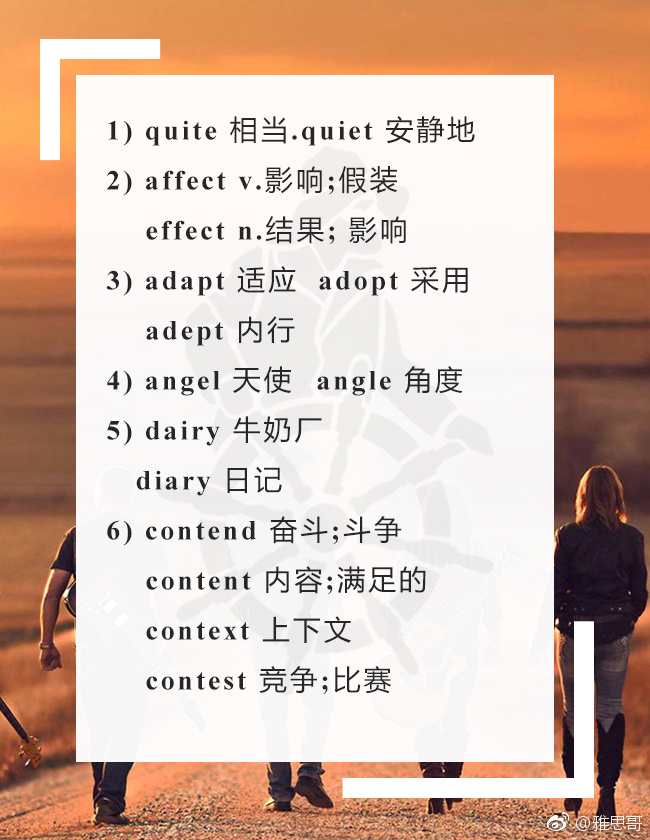 1) quite 相当.quiet 安静地
2) affect v.影响;假装
effect n.结果; 影响
3) adapt 适应 adopt 采用
adept 内行
4) angel 天使 angle 角度
5) dairy 牛奶厂
diary 日记
6) contend 奋斗;斗争
content 内容;满足的
context 上下文
contest 竞争;比赛
@雅思哥